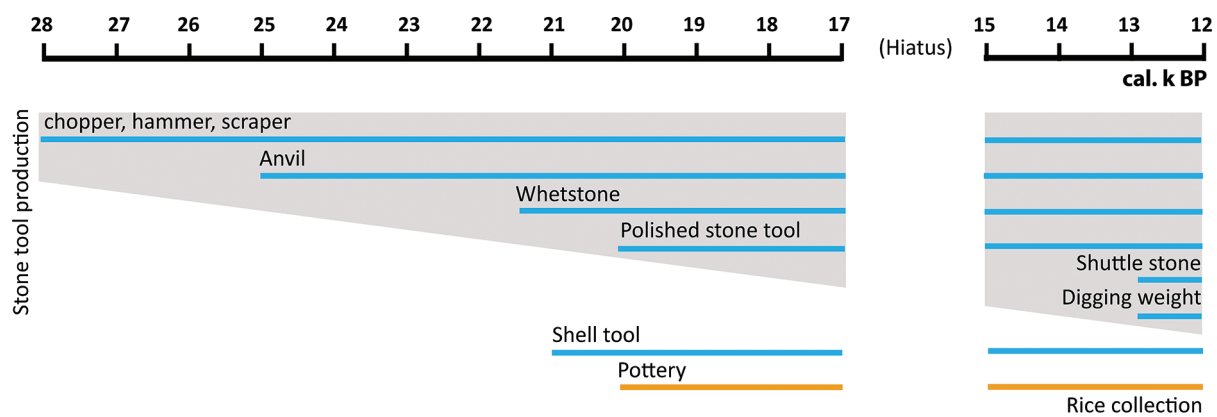 28 27 26 25 24 23 22 21 20 19 18 17 (Hiatus) 15 14 13 12
cal. k BP
Stone tool production
chopper, hammer, scraper
Anvil
Whetstone
Polished stone tool
Shuttle stone
Digging weight
Shell tool
Pottery
Rice collection